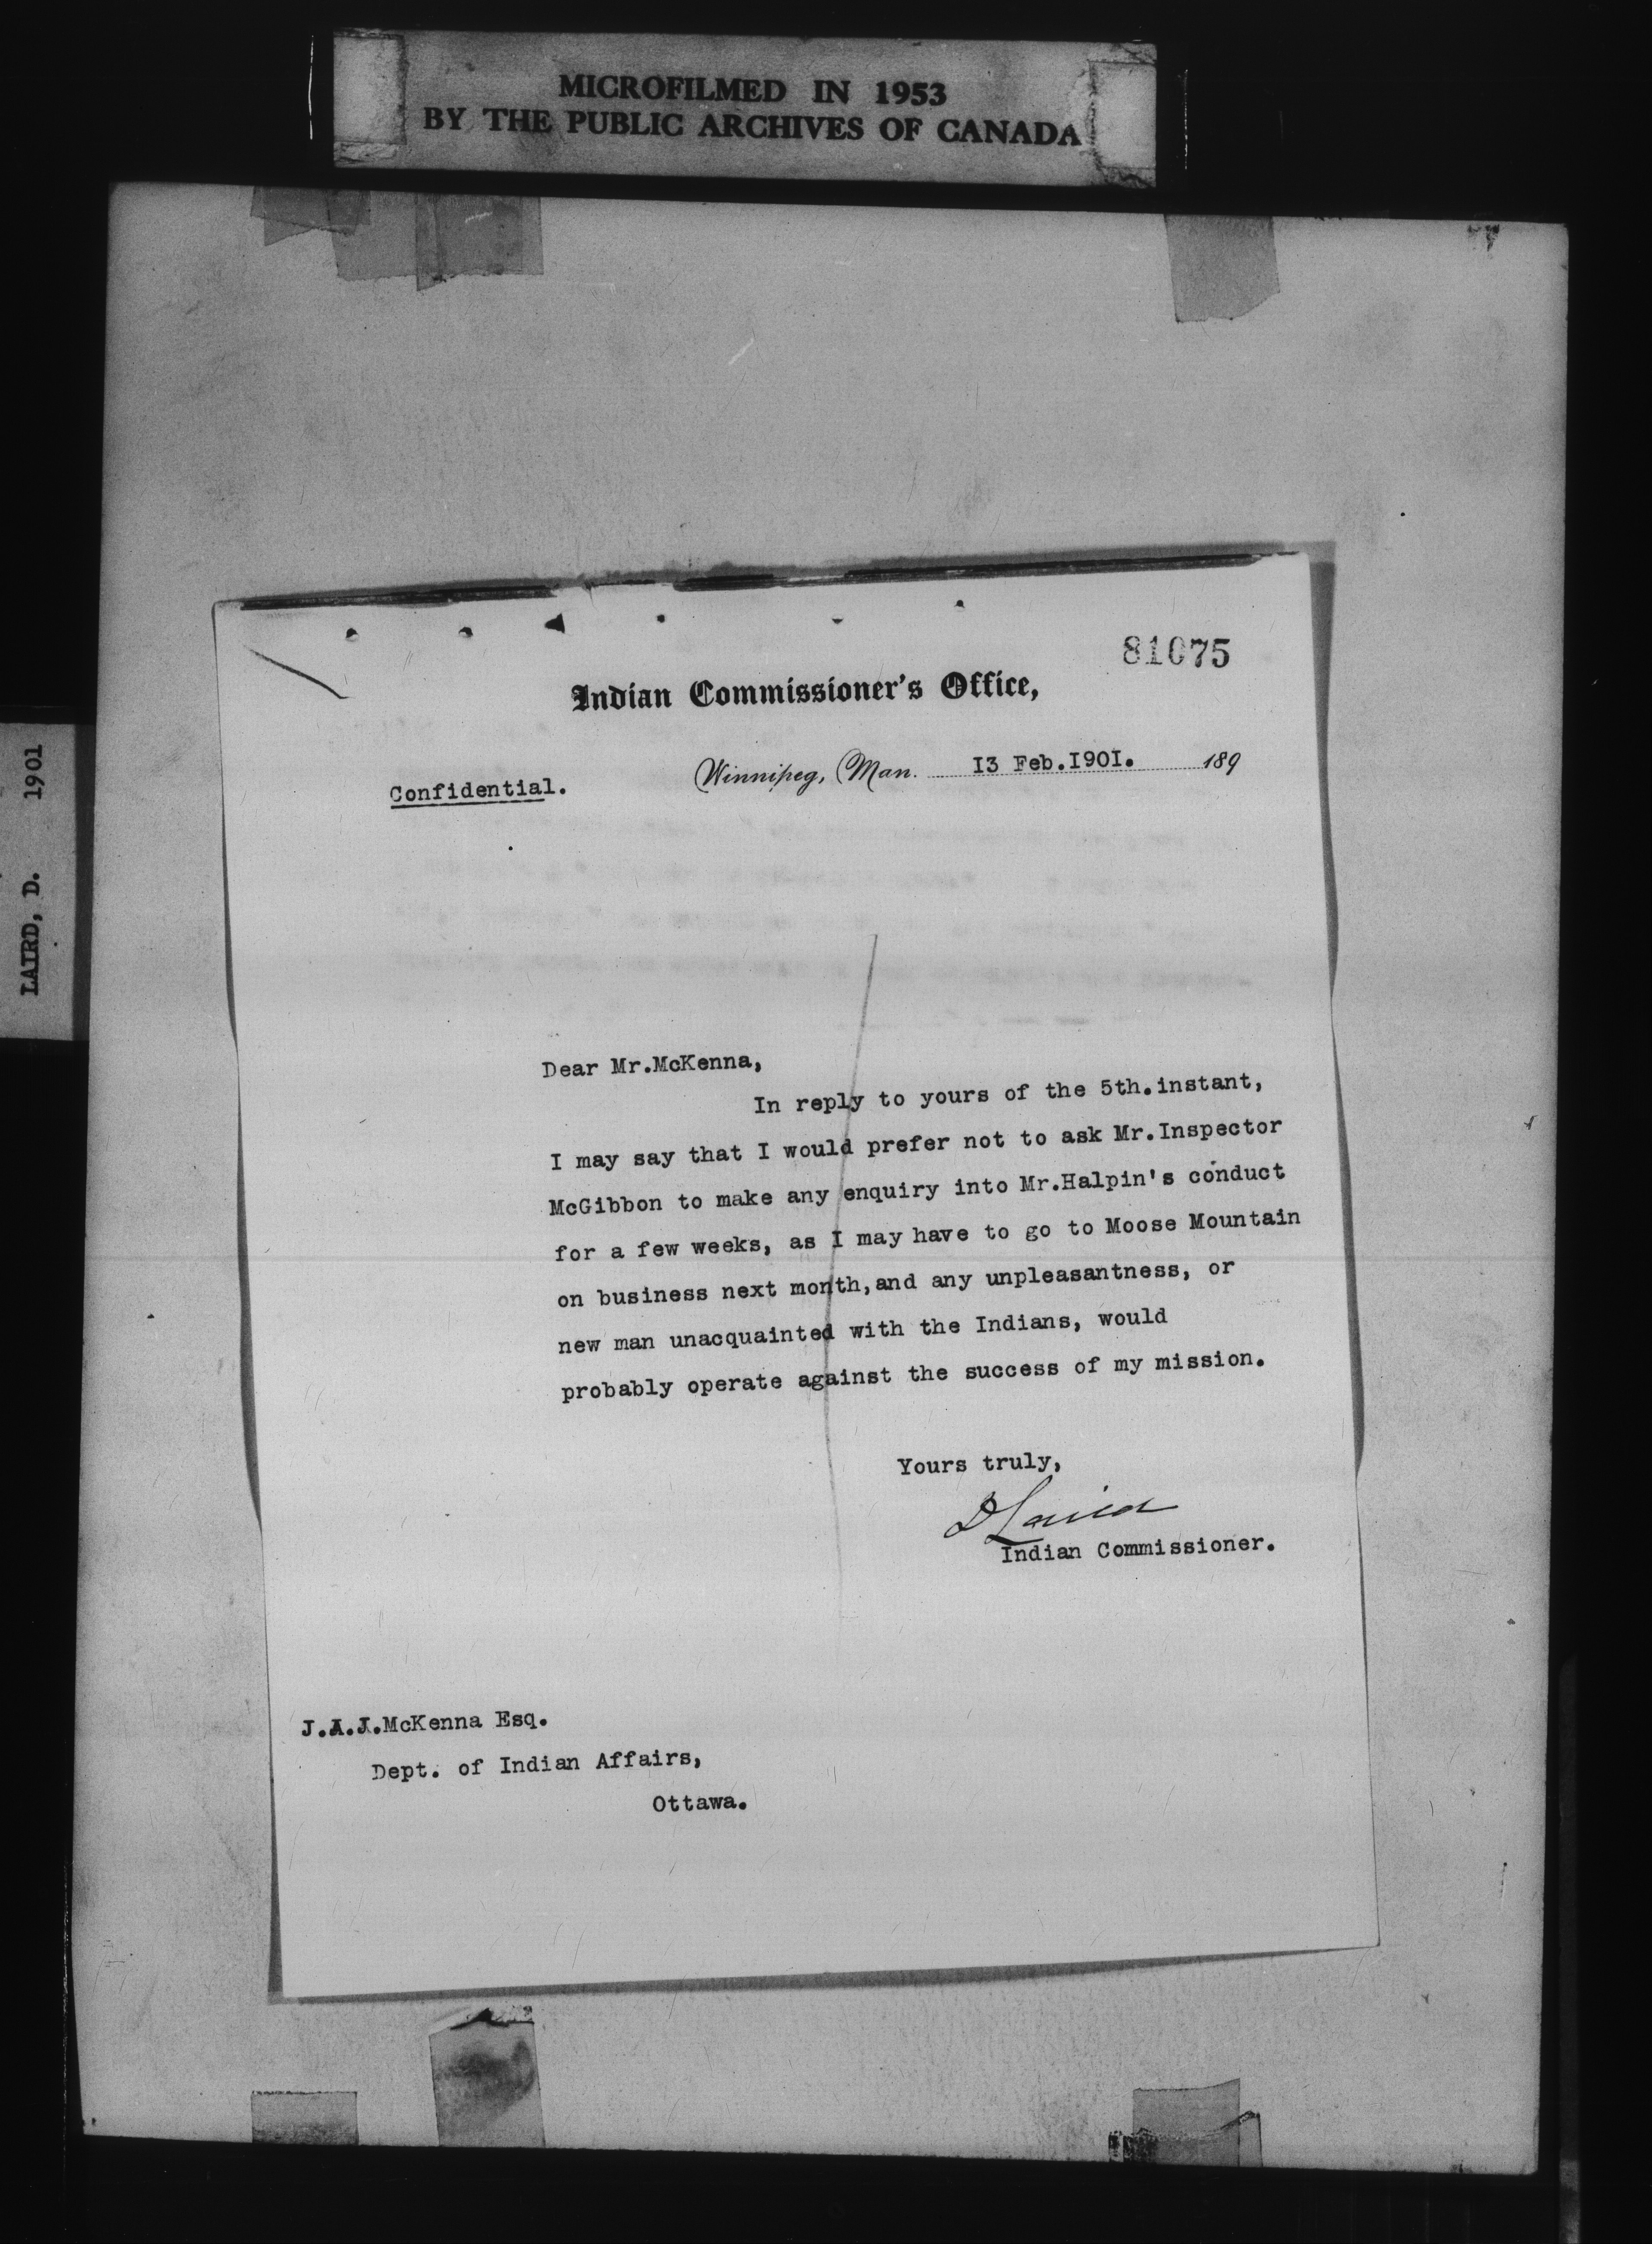 MICROFILMED IN 1953
BY THE PUBLIC ARCHIVES OF CANADA
LAIRD, D. 1901
81075
Indian Commissioner's Office,
Winnipeg, Man. 13 Feb.1901. 189
Confidential.
Dear Mr.McKenna,
In reply to yours of the 5th.instant,
I may say that I would prefer not to ask Mr.Inspector
McGibbon to make any enquiry into Mr.Halpin's conduct
for a few weeks, as I may have to go to Moose Mountain
on business next month,and any unpleasantness, or
new man unacquainted with the Indians, would
probably operate against the success of my mission.
Yours truly,
D Laird
Indian Commissioner.
J.A.J.McKenna Esq.
Dept. of Indian Affairs,
Ottawa.